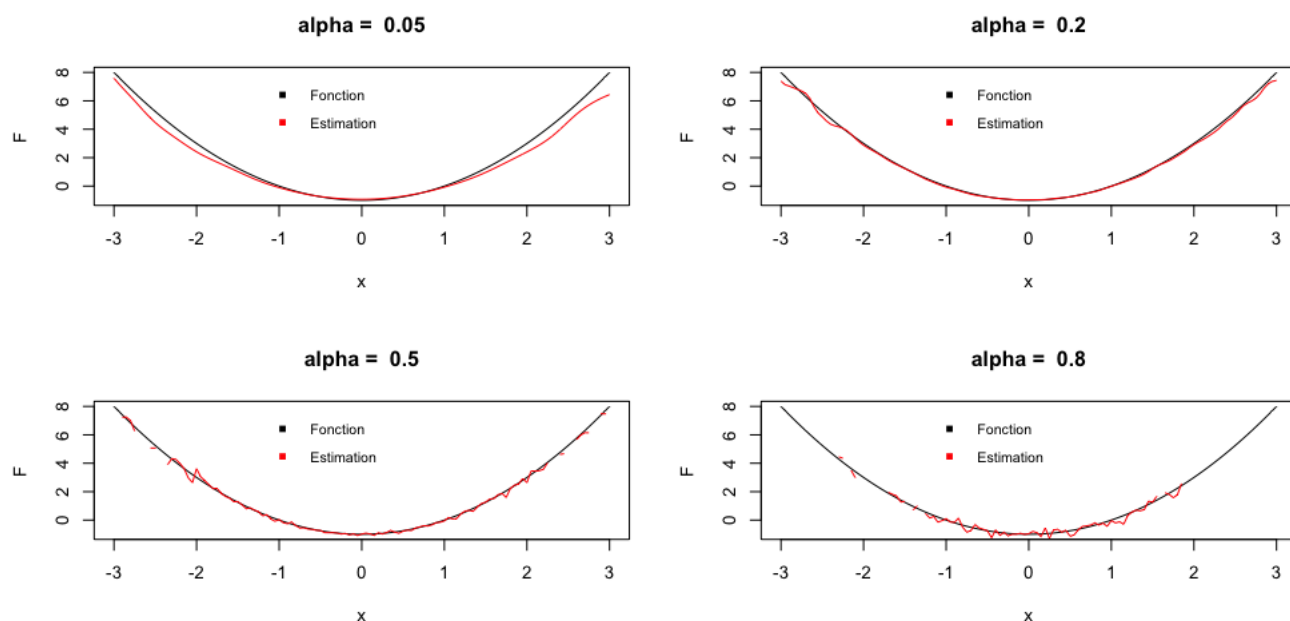 alpha = 0.05
F
8
6
4
2
0
Fonction
Estimation
-3 -2 -1 0 1 2 3
x
alpha = 0.2
F
8
6
4
2
0
Fonction
Estimation
-3 -2 -1 0 1 2 3
x
alpha = 0.5
F
8
6
4
2
0
Fonction
Estimation
-3 -2 -1 0 1 2 3
x
alpha = 0.8
F
8
6
4
2
0
Fonction
Estimation
-3 -2 -1 0 1 2 3
x